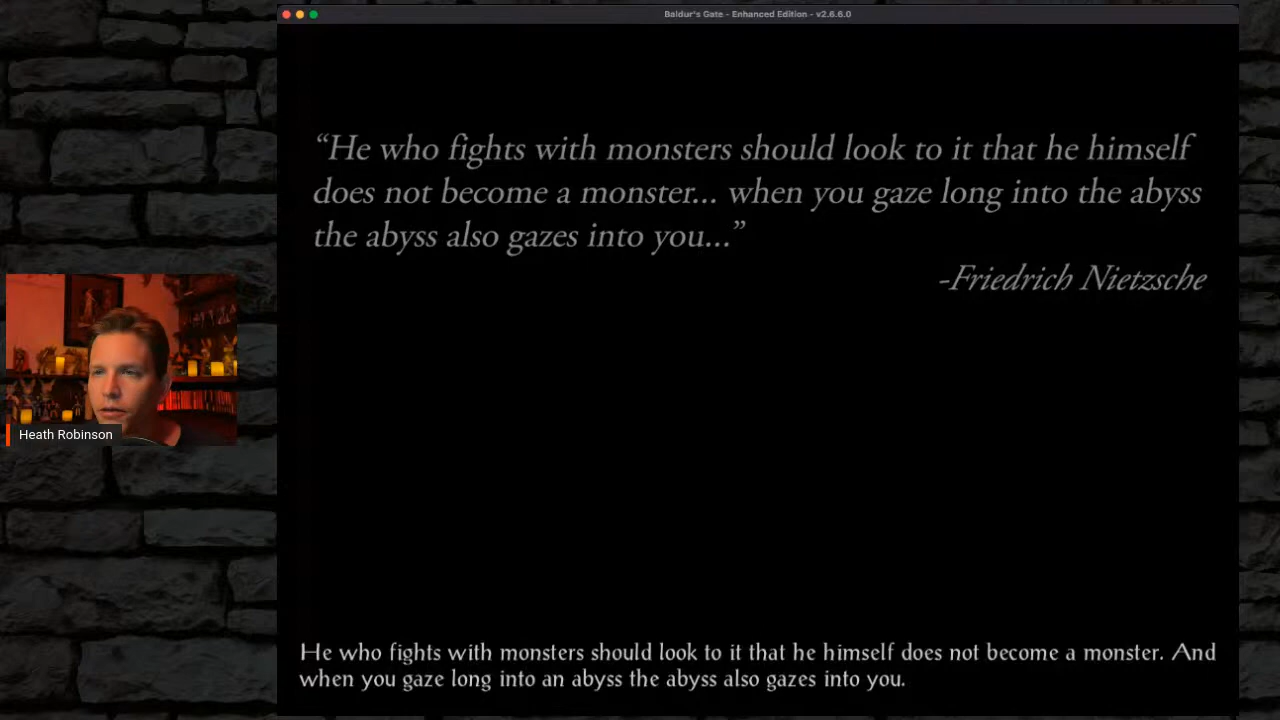 Baldur's Gate - Enhanced Edition - v2.6.6.0
“He who fights with monsters should look to it that he himself
does not become a monster... when you gaze long into the abyss
the abyss also gazes into you...”
-Friedrich Nietzsche
Heath Robinson
He who fights with monsters should look to it that he himself does not become a monster. And
when you gaze long into an abyss the abyss also gazes into you.